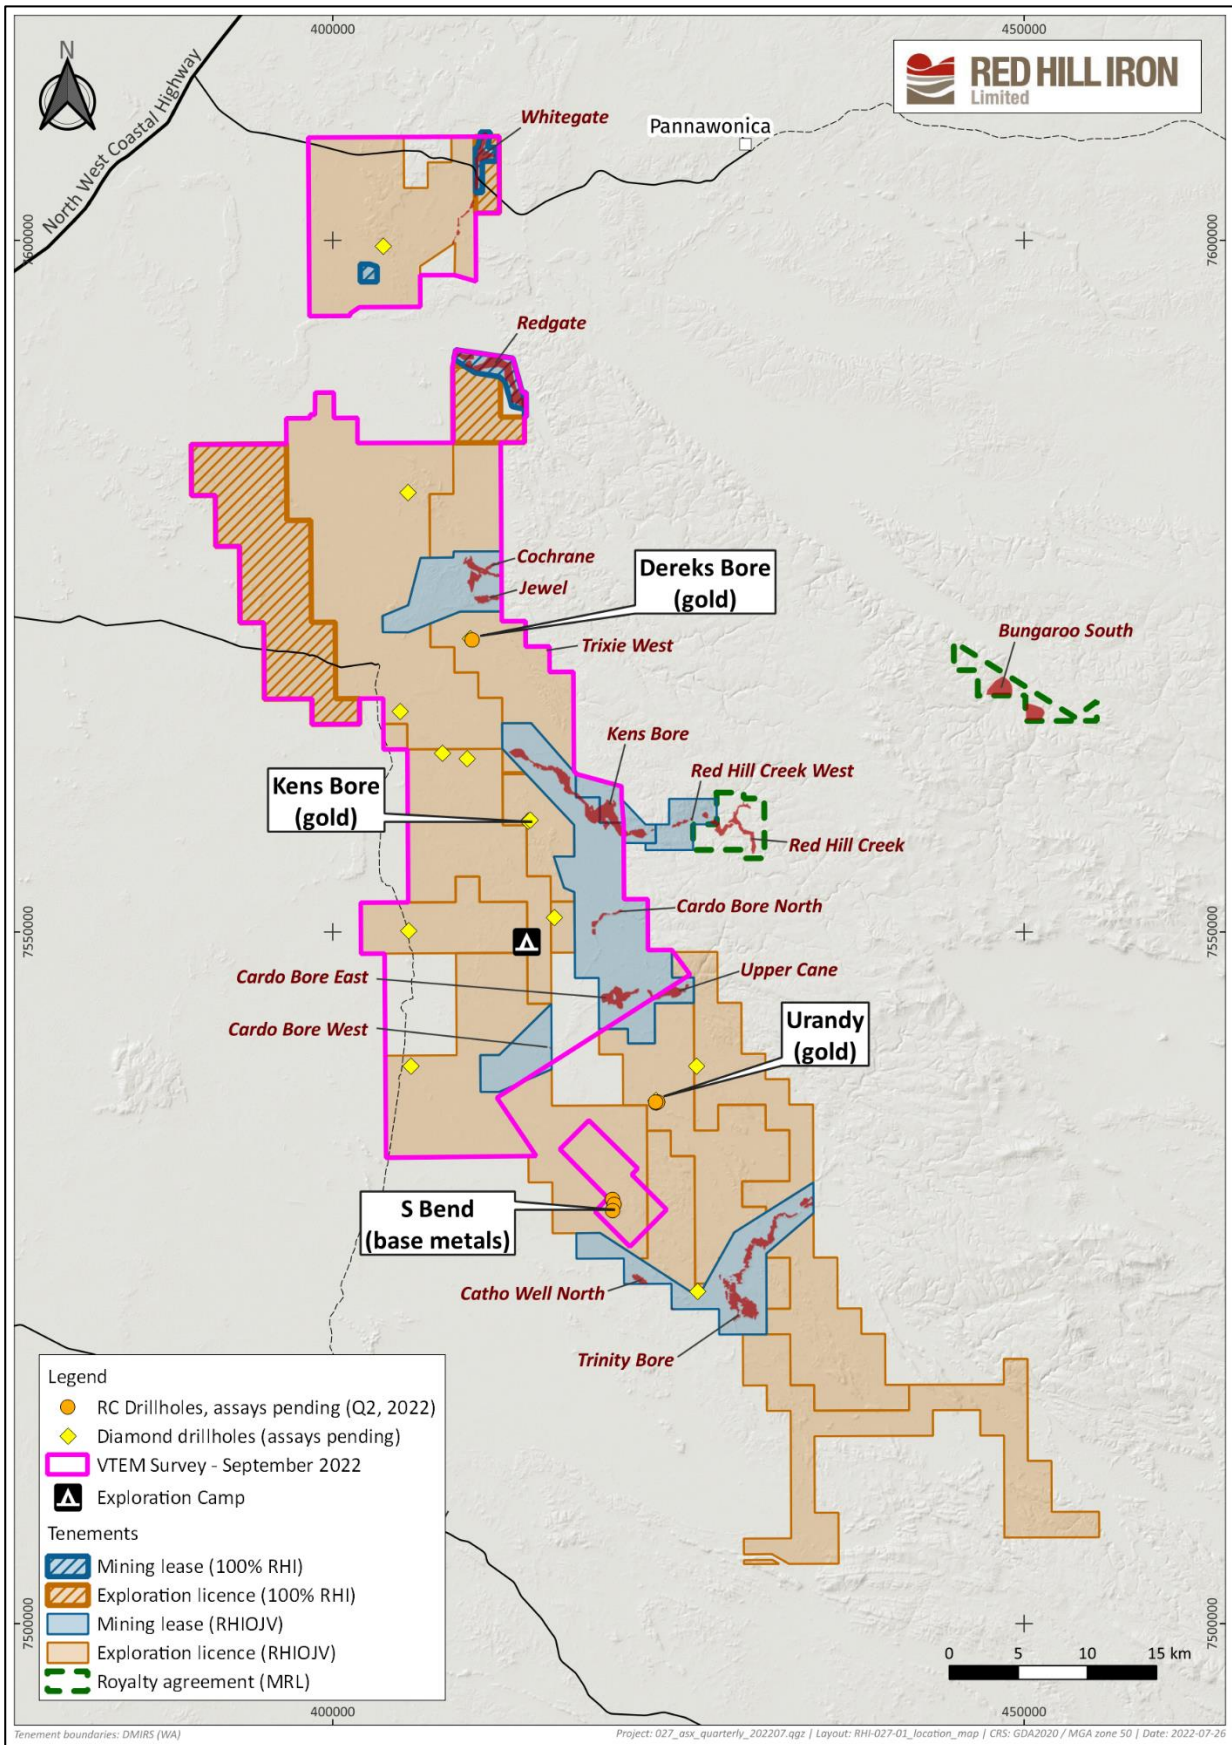 400000
450000
N
North West Coastal Highway
RED HILL IRON
Limited
Whitegate
Pannawonica
7600000
7600000
Redgate
Cochrane
Jewel
Dereks Bore
(gold)
Trixie West
Bungaroo South
Kens Bore
Red Hill Creek West
Kens Bore
(gold)
Red Hill Creek
Cardo Bore North
7550000
7550000
Cardo Bore East
Upper Cane
Cardo Bore West
Urandy
(gold)
S Bend
(base metals)
Catho Well North
Trinity Bore
Legend
RC Drillholes, assays pending (Q2, 2022)
Diamond drillholes (assays pending)
VTEM Survey - September 2022
Exploration Camp
Tenements
Mining lease (100% RHI)
Exploration licence (100% RHI)
Mining lease (RHIOJV)
Exploration licence (RHIOJV)
Royalty agreement (MRL)
7500000
7500000
0 5 10 15 km
400000
450000
Tenement boundaries: DMIRS (WA)
Project: 027_asx_quarterly_202207.qgz | Layout: RHI-027-01_location_map | CRS: GDA2020 / MGA zone 50 | Date: 2022-07-26